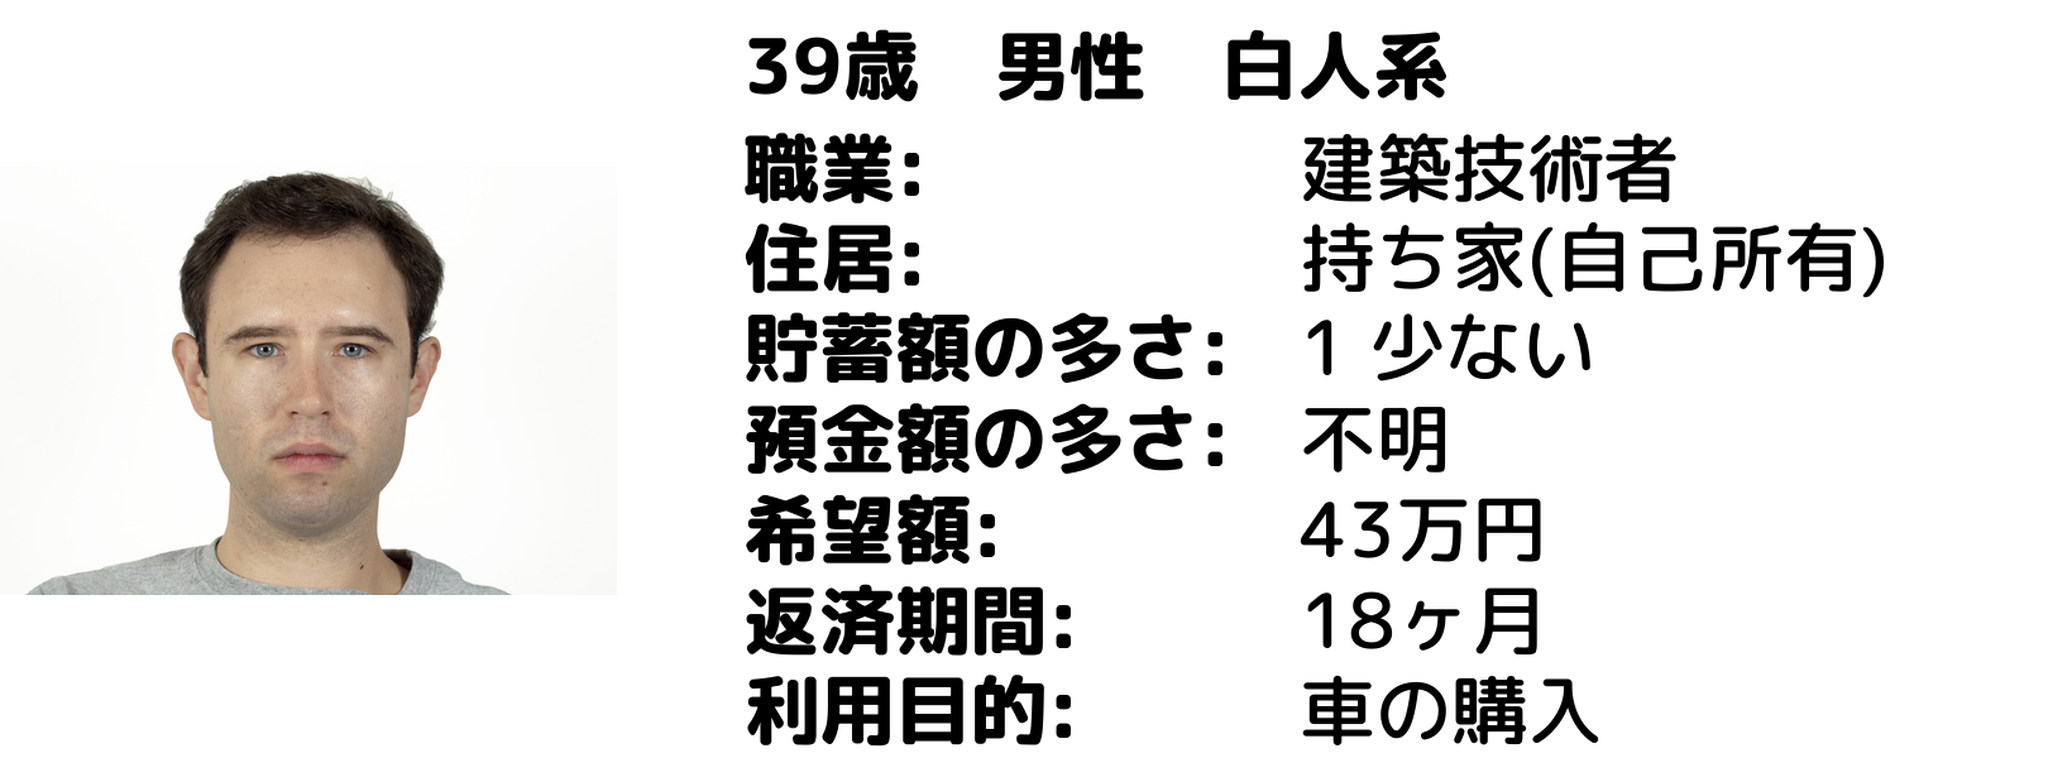 39歳　男性　白人系
職業: 建築技術者
住居: 持ち家(自己所有)
貯蓄額の多さ: 1 少ない
預金額の多さ: 不明
希望額: 43万円
返済期間: 18ヶ月
利用目的: 車の購入